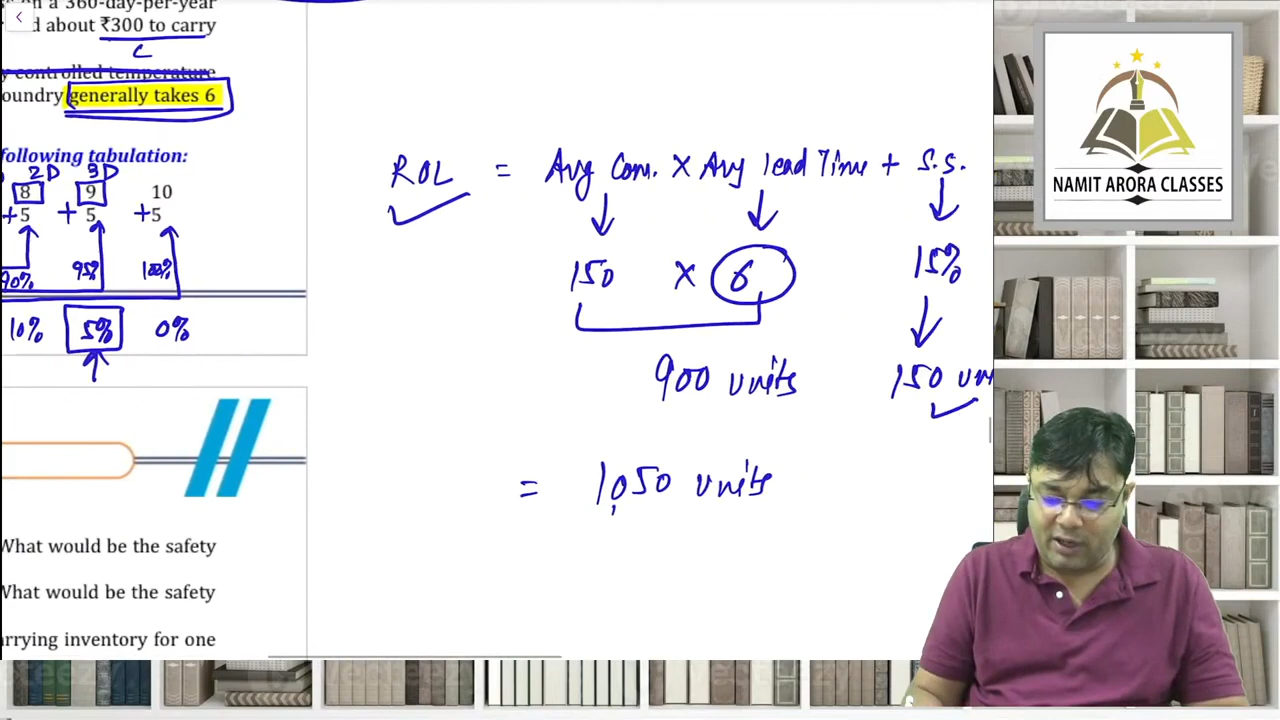 on a 360-day-per-year
d about ₹300 to carry
C
y controlled temperature
oundry generally takes 6
following tabulation:
2D 3D
8 9 10
+5 +5 +5
90% 95% 100%
10% 5% 0%
What would be the safety
What would be the safety
arrying inventory for one
ROL = Avg Con. X Avg lead Time + S.S.
150 X 6 15%
900 units 150 un
= 1,050 units
NAMIT ARORA CLASSES